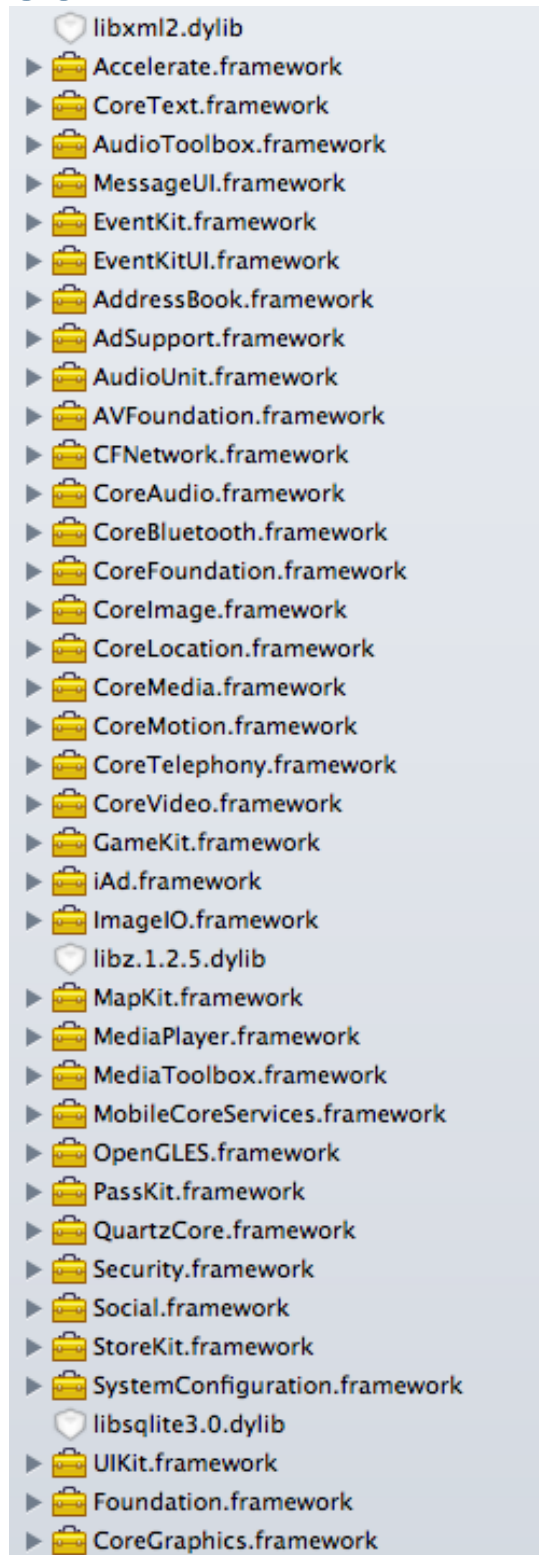 libxml2.dylib
Accelerate.framework
CoreText.framework
AudioToolbox.framework
MessageUI.framework
EventKit.framework
EventKitUI.framework
AddressBook.framework
AdSupport.framework
AudioUnit.framework
AVFoundation.framework
CFNetwork.framework
CoreAudio.framework
CoreBluetooth.framework
CoreFoundation.framework
CoreImage.framework
CoreLocation.framework
CoreMedia.framework
CoreMotion.framework
CoreTelephony.framework
CoreVideo.framework
GameKit.framework
iAd.framework
ImageIO.framework
libz.1.2.5.dylib
MapKit.framework
MediaPlayer.framework
MediaToolbox.framework
MobileCoreServices.framework
OpenGLES.framework
PassKit.framework
QuartzCore.framework
Security.framework
Social.framework
StoreKit.framework
SystemConfiguration.framework
libsqlite3.0.dylib
UIKit.framework
Foundation.framework
CoreGraphics.framework